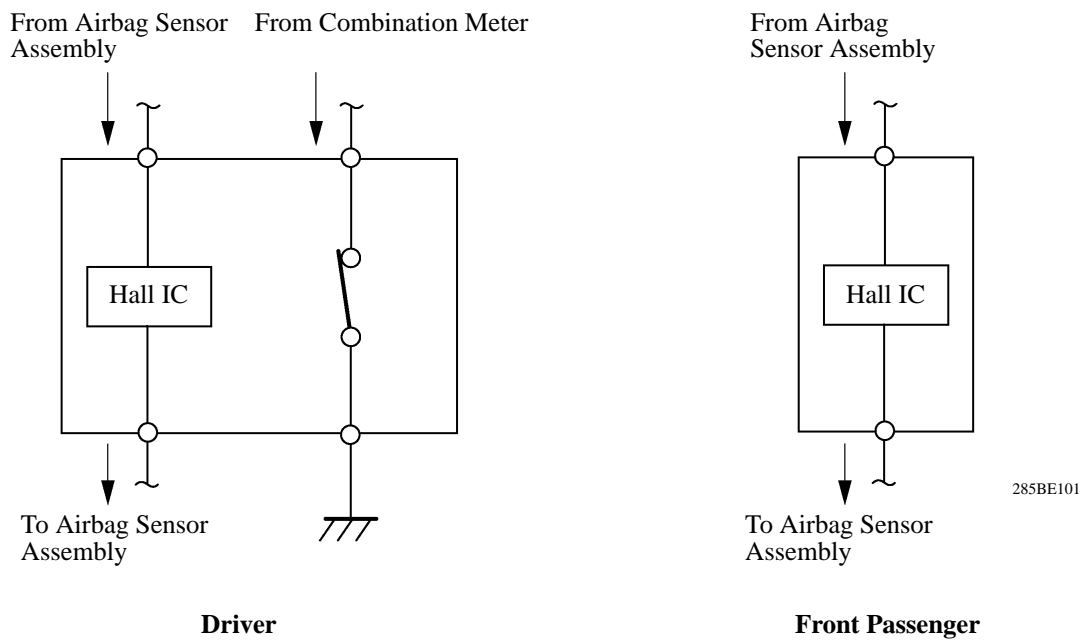 From Airbag Sensor
Assembly
From Combination Meter
Hall IC
To Airbag Sensor
Assembly
Driver
From Airbag
Sensor Assembly
Hall IC
To Airbag Sensor
Assembly
285BE101
Front Passenger